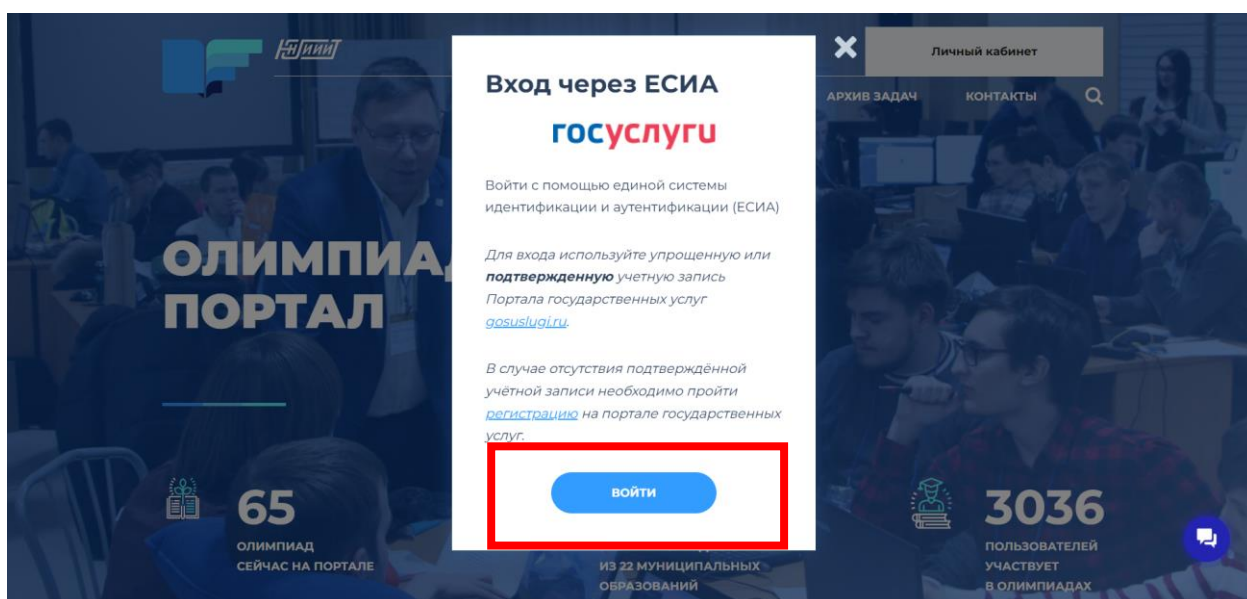 Личный кабинет
АРХИВ ЗАДАЧ КОНТАКТЫ
Вход через ЕСИА
госуслуги
Войти с помощью единой системы
идентификации и аутентификации (ЕСИА)
Для входа используйте упрощенную или
подтвержденную учетную запись
Портала государственных услуг
gosuslugi.ru.
В случае отсутствия подтверждённой
учётной записи необходимо пройти
регистрацию на портале государственных
услуг.
ВОЙТИ
ОЛИМПИАД
ПОРТАЛ
65
ОЛИМПИАД
СЕЙЧАС НА ПОРТАЛЕ
ИЗ 22 МУНИЦИПАЛЬНЫХ
ОБРАЗОВАНИЙ
3036
ПОЛЬЗОВАТЕЛЕЙ
УЧАСТВУЕТ
В ОЛИМПИАДАХ